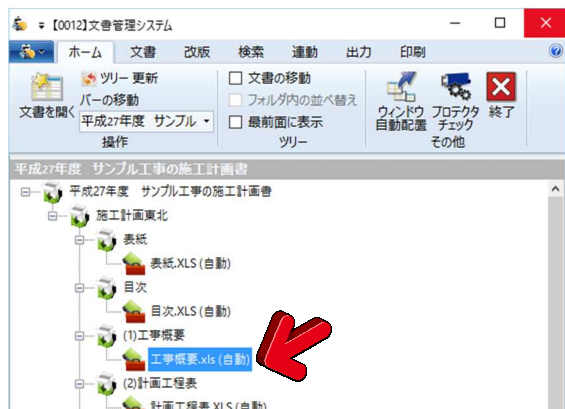 【0012】文書管理システム
ホーム 文書 改版 検索 連動 出力 印刷
ツリー 更新
バーの移動
平成27年度 サンプル
文書を開く
操作
文書の移動
フォルダ内の並べ替え
最前面に表示
ツリー
ウィンドウ
自動配置
プロテクタ
チェック
終了
その他
平成27年度 サンプル工事の施工計画書
平成27年度 サンプル工事の施工計画書
施工計画東北
表紙
表紙.XLS (自動)
目次
目次.XLS (自動)
(1)工事概要
工事概要.xls (自動)
(2)計画工程表
計画工程表.XLS (自動)